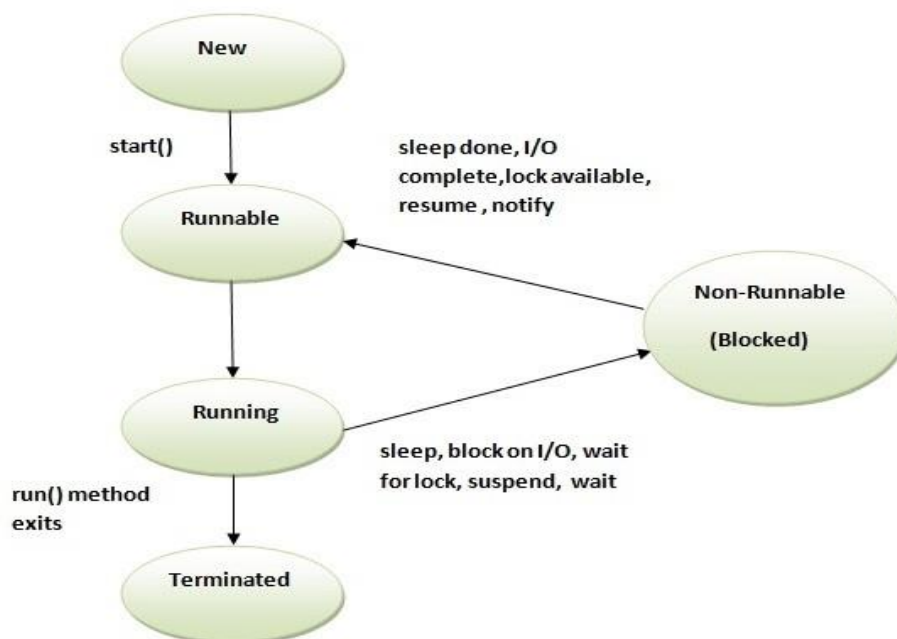 New
start()
sleep done, I/O
complete,lock available,
resume , notify
Runnable
Non-Runnable
(Blocked)
Running
sleep, block on I/O, wait
for lock, suspend, wait
run() method
exits
Terminated